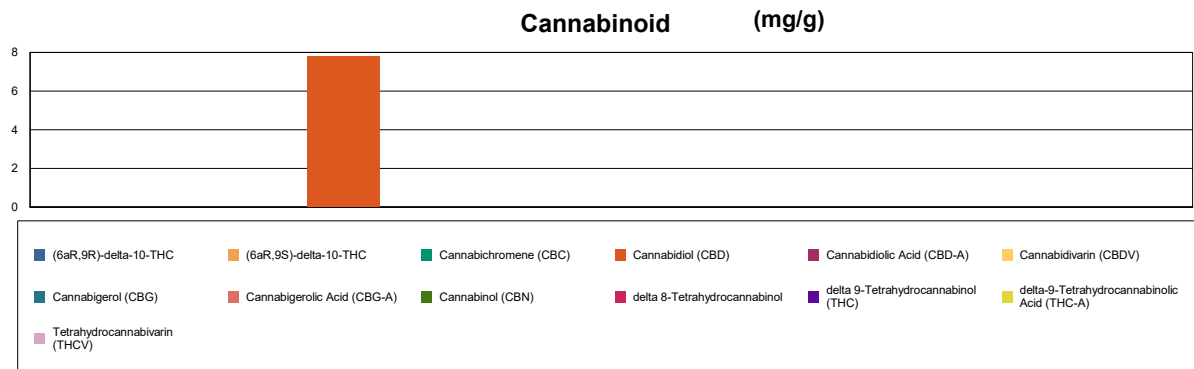 Cannabinoid (mg/g)
8
6
4
2
0
(6aR,9R)-delta-10-THC
(6aR,9S)-delta-10-THC
Cannabichromene (CBC)
Cannabidiol (CBD)
Cannabidiolic Acid (CBD-A)
Cannabidivarin (CBDV)
Cannabigerol (CBG)
Cannabigerolic Acid (CBG-A)
Cannabinol (CBN)
delta 8-Tetrahydrocannabinol
delta 9-Tetrahydrocannabinol
(THC)
delta-9-Tetrahydrocannabinolic
Acid (THC-A)
Tetrahydrocannabivarin
(THCV)